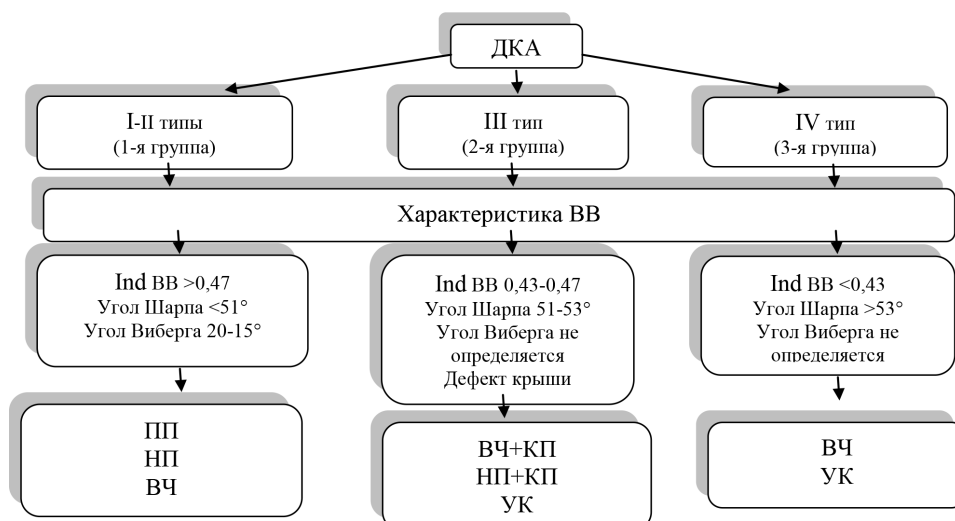 ДКА
I-II типы
(1-я группа)
III тип
(2-я группа)
IV тип
(3-я группа)
Характеристика ВВ
Ind ВВ >0,47
Угол Шарпа <51°
Угол Виберга 20-15°
Ind ВВ 0,43-0,47
Угол Шарпа 51-53°
Угол Виберга не
определяется
Дефект крыши
Ind ВВ <0,43
Угол Шарпа >53°
Угол Виберга не
определяется
ПП
НП
ВЧ
ВЧ+КП
НП+КП
УК
ВЧ
УК